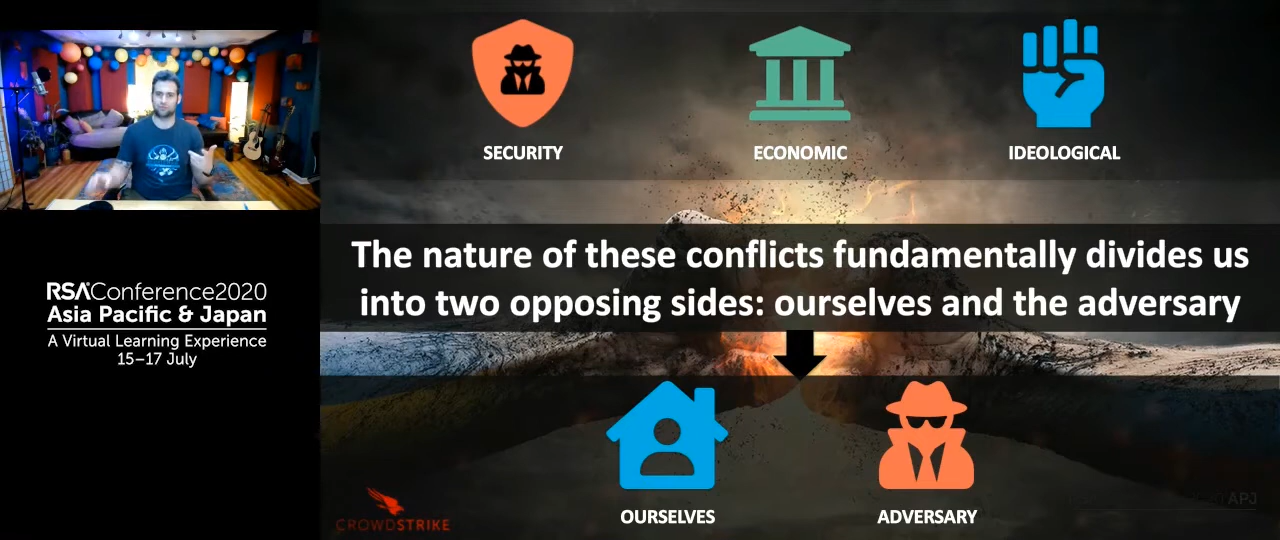 RSAConference2020
Asia Pacific & Japan
A Virtual Learning Experience
15–17 July
SECURITY
ECONOMIC
IDEOLOGICAL
The nature of these conflicts fundamentally divides us
into two opposing sides: ourselves and the adversary
OURSELVES
ADVERSARY
CROWDSTRIKE
APJ